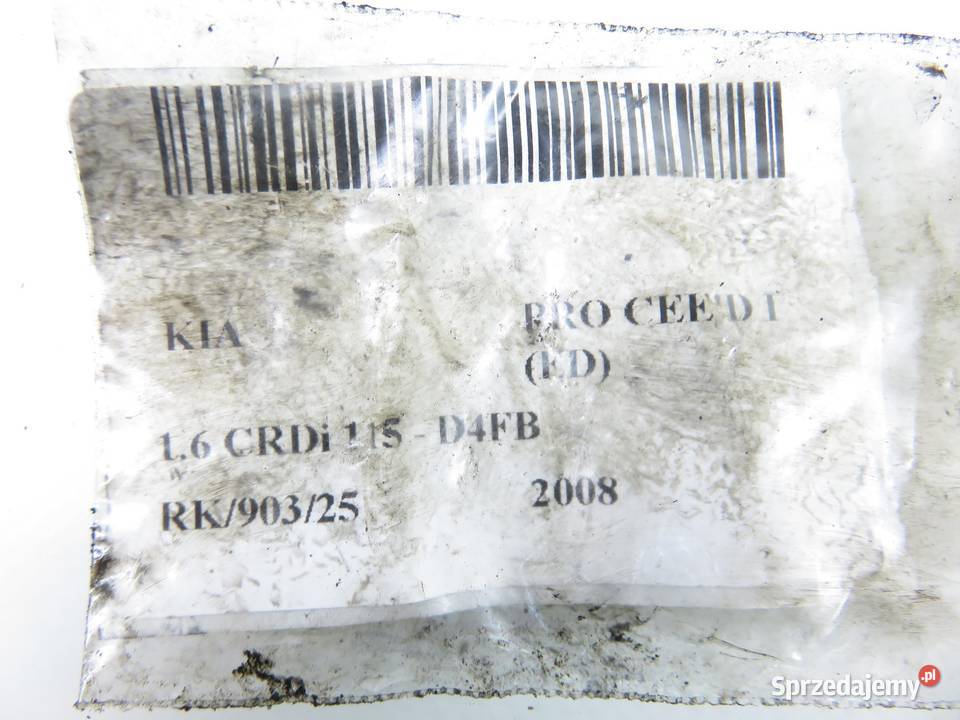 KIA PRO CEE'D I
(ED)
1.6 CRDi 115 - D4FB
RK/903/25 2008
Sprzedajemy.pl